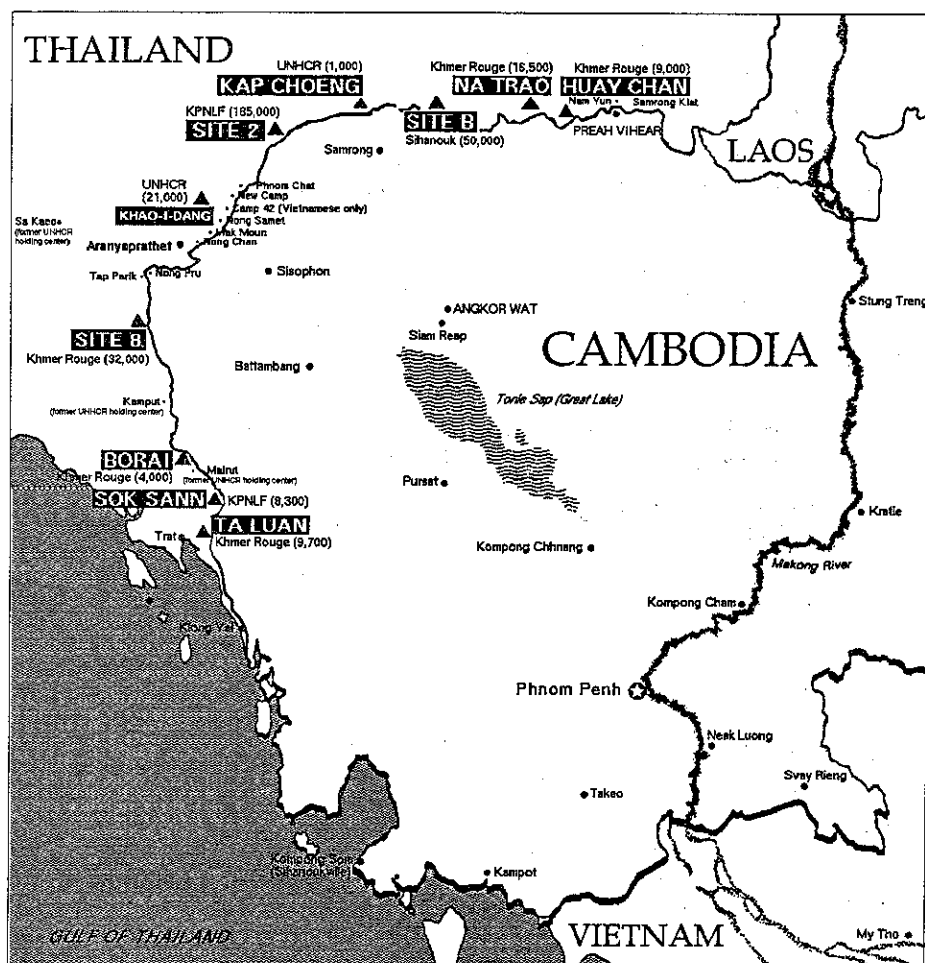 THAILAND
UNHCR (1,000)
KAP CHOENG
Khmer Rouge (16,500)
NA TRAO
Khmer Rouge (9,000)
HUAY CHAN
Nam Yun
Samrong Kiat
PREAH VIHEAR
KPNLF (185,000)
SITE 2
SITE B
Sihanouk (50,000)
Samrong
LAOS
UNHCR
(21,000)
KHAO-I-DANG
Phnom Chat
New Camp
Camp 42 (Vietnamese only)
Nong Samet
Mak Moun
Nong Chan
Sa Kaeo
(former UNHCR
holding center)
Aranyaprathet
Tap Parik
Nong Pru
Sisophon
ANGKOR WAT
Siam Reap
Stung Treng
SITE 8
Khmer Rouge (32,000)
CAMBODIA
Battambang
Tonle Sap (Great Lake)
Kamput
(former UNHCR holding center)
BORAI
Khmer Rouge (4,000)
Mairut
(former UNHCR holding center)
SOK SANN
KPNLF (8,300)
Pursat
Kratie
TA LUAN
Khmer Rouge (9,700)
Trat
Kompong Chhnang
Mekong River
Kompong Cham
Klong Yai
Phnom Penh
Neak Luong
Svay Rieng
Takeo
Kompong Som
(Sihanoukville)
Kampot
GULF OF THAILAND
VIETNAM
My Tho